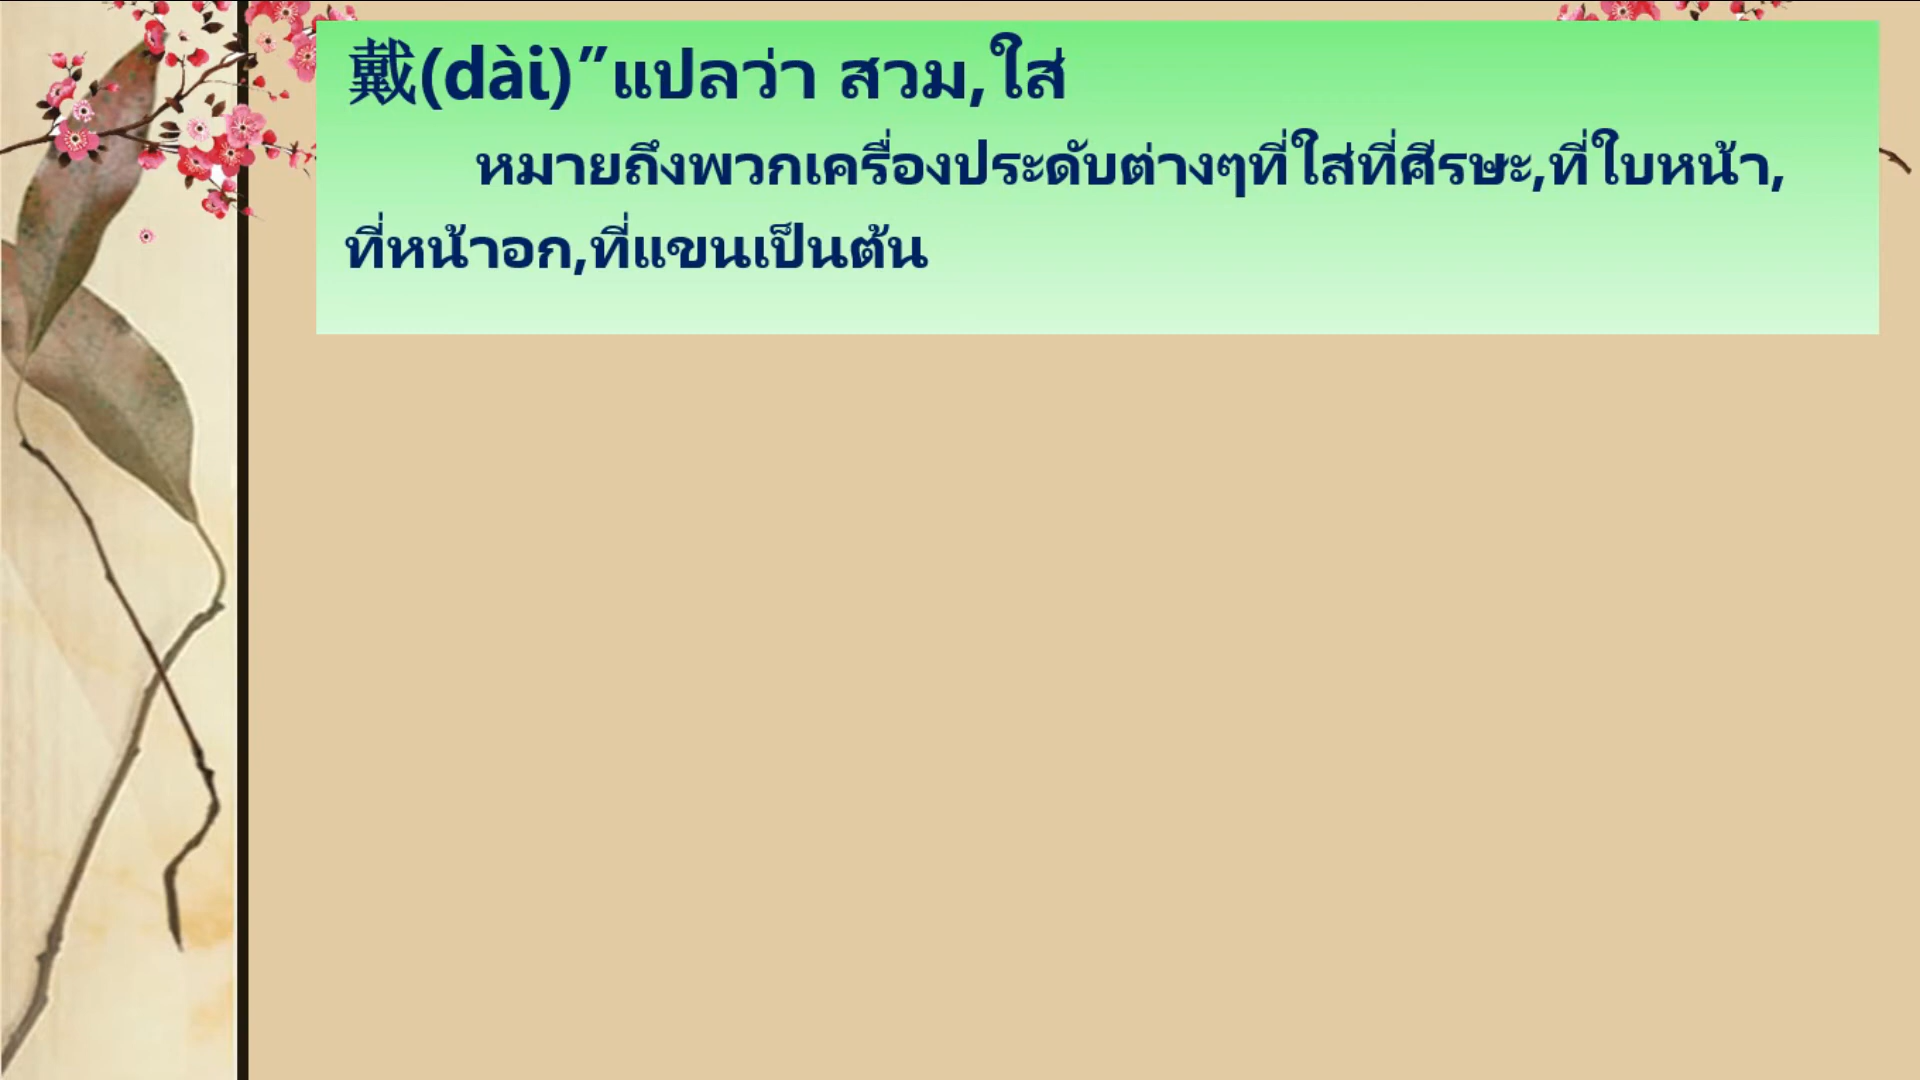 戴(dài)”แปลว่า สวม,ใส่
หมายถึงพวกเครื่องประดับต่างๆที่ใส่ที่ศีรษะ,ที่ใบหน้า,
ที่หน้าอก,ที่แขนเป็นต้น